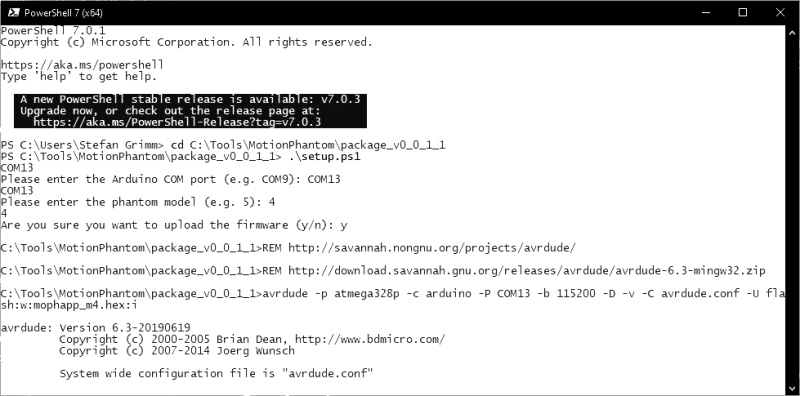 PowerShell 7 (x64)
PowerShell 7.0.1
Copyright (c) Microsoft Corporation. All rights reserved.
https://aka.ms/powershell
Type 'help' to get help.
A new PowerShell stable release is available: v7.0.3
Upgrade now, or check out the release page at:
https://aka.ms/PowerShell-Release?tag=v7.0.3
PS C:\Users\Stefan Grimm> cd C:\Tools\MotionPhantom\package_v0_0_1_1
PS C:\Tools\MotionPhantom\package_v0_0_1_1> .\setup.ps1
COM13
Please enter the Arduino COM port (e.g. COM9): COM13
COM13
Please enter the phantom model (e.g. 5): 4
4
Are you sure you want to upload the firmware (y/n): y
C:\Tools\MotionPhantom\package_v0_0_1_1>REM http://savannah.nongnu.org/projects/avrdude/
C:\Tools\MotionPhantom\package_v0_0_1_1>REM http://download.savannah.gnu.org/releases/avrdude/avrdude-6.3-mingw32.zip
C:\Tools\MotionPhantom\package_v0_0_1_1>avrdude -p atmega328p -c arduino -P COM13 -b 115200 -D -v -C avrdude.conf -U fla
sh:w:mophapp_m4.hex:i
avrdude: Version 6.3-20190619
Copyright (c) 2000-2005 Brian Dean, http://www.bdmicro.com/
Copyright (c) 2007-2014 Joerg Wunsch
System wide configuration file is "avrdude.conf"